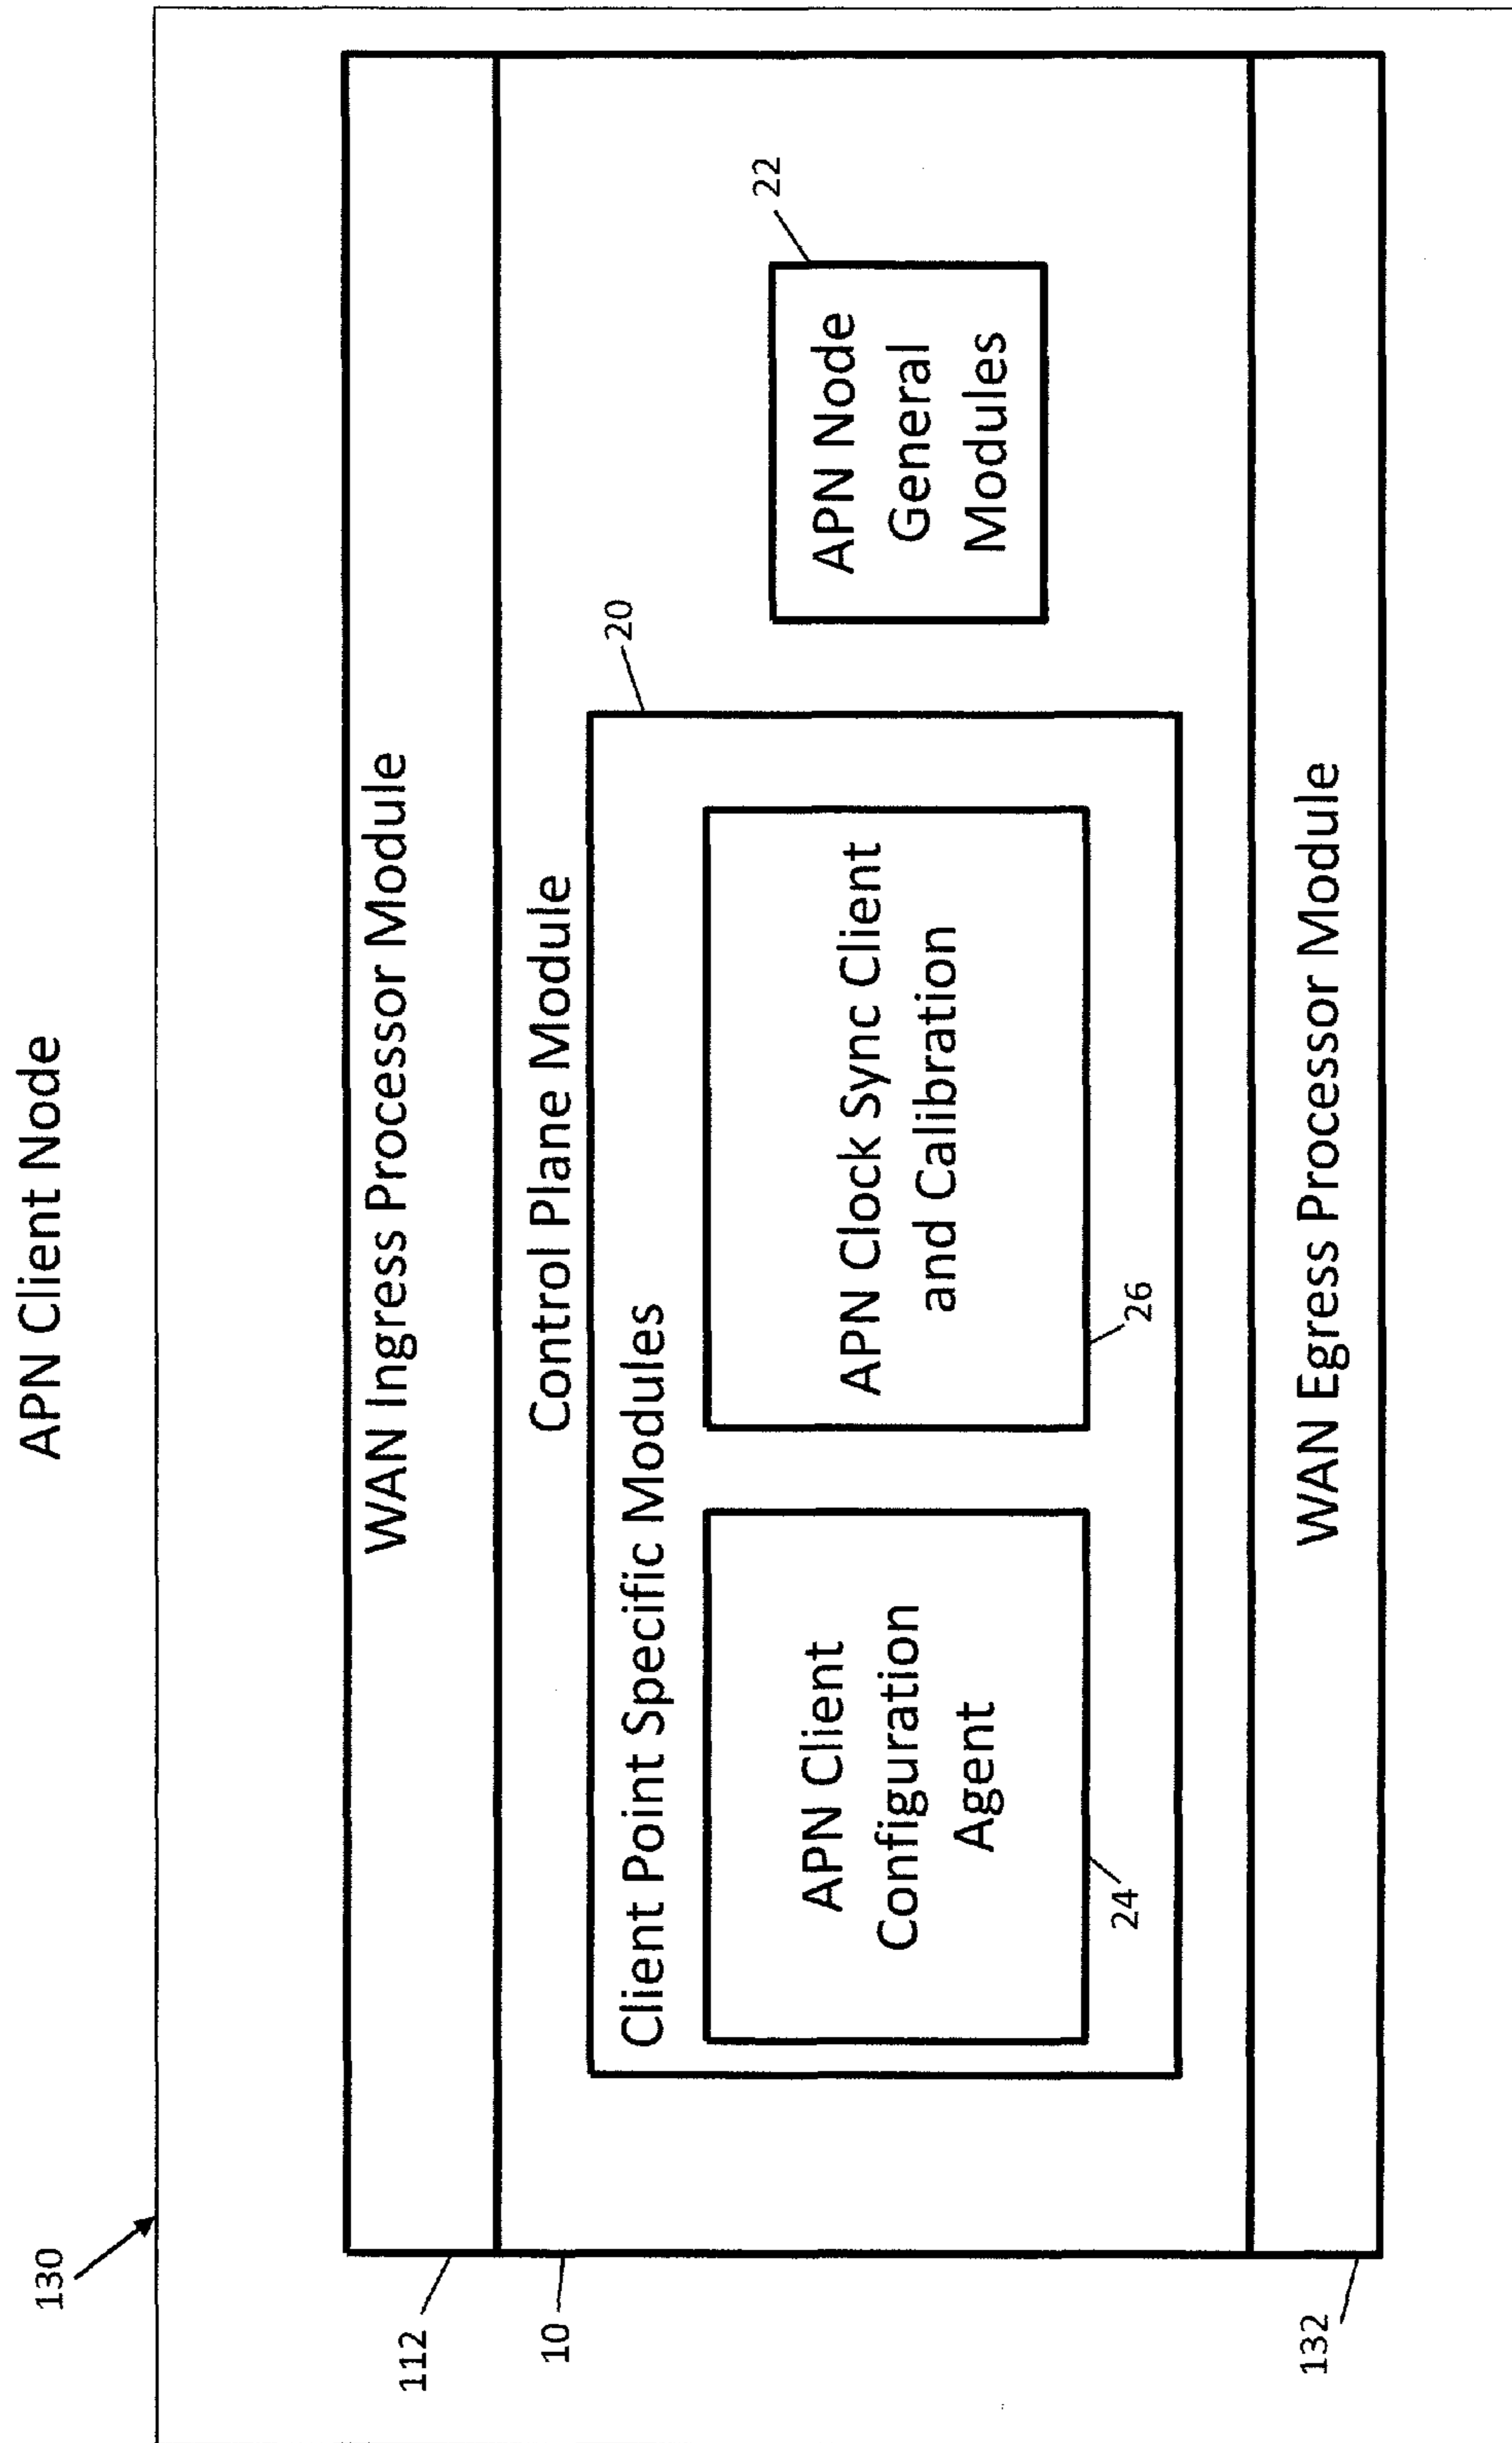 APN Client Node
130
WAN Ingress Processor Module
112
Control Plane Module
10
20
Client Point Specific Modules
APN Client
Configuration
Agent
24
APN Clock Sync Client
and Calibration
26
22
APN Node
General
Modules
WAN Egress Processor Module
132